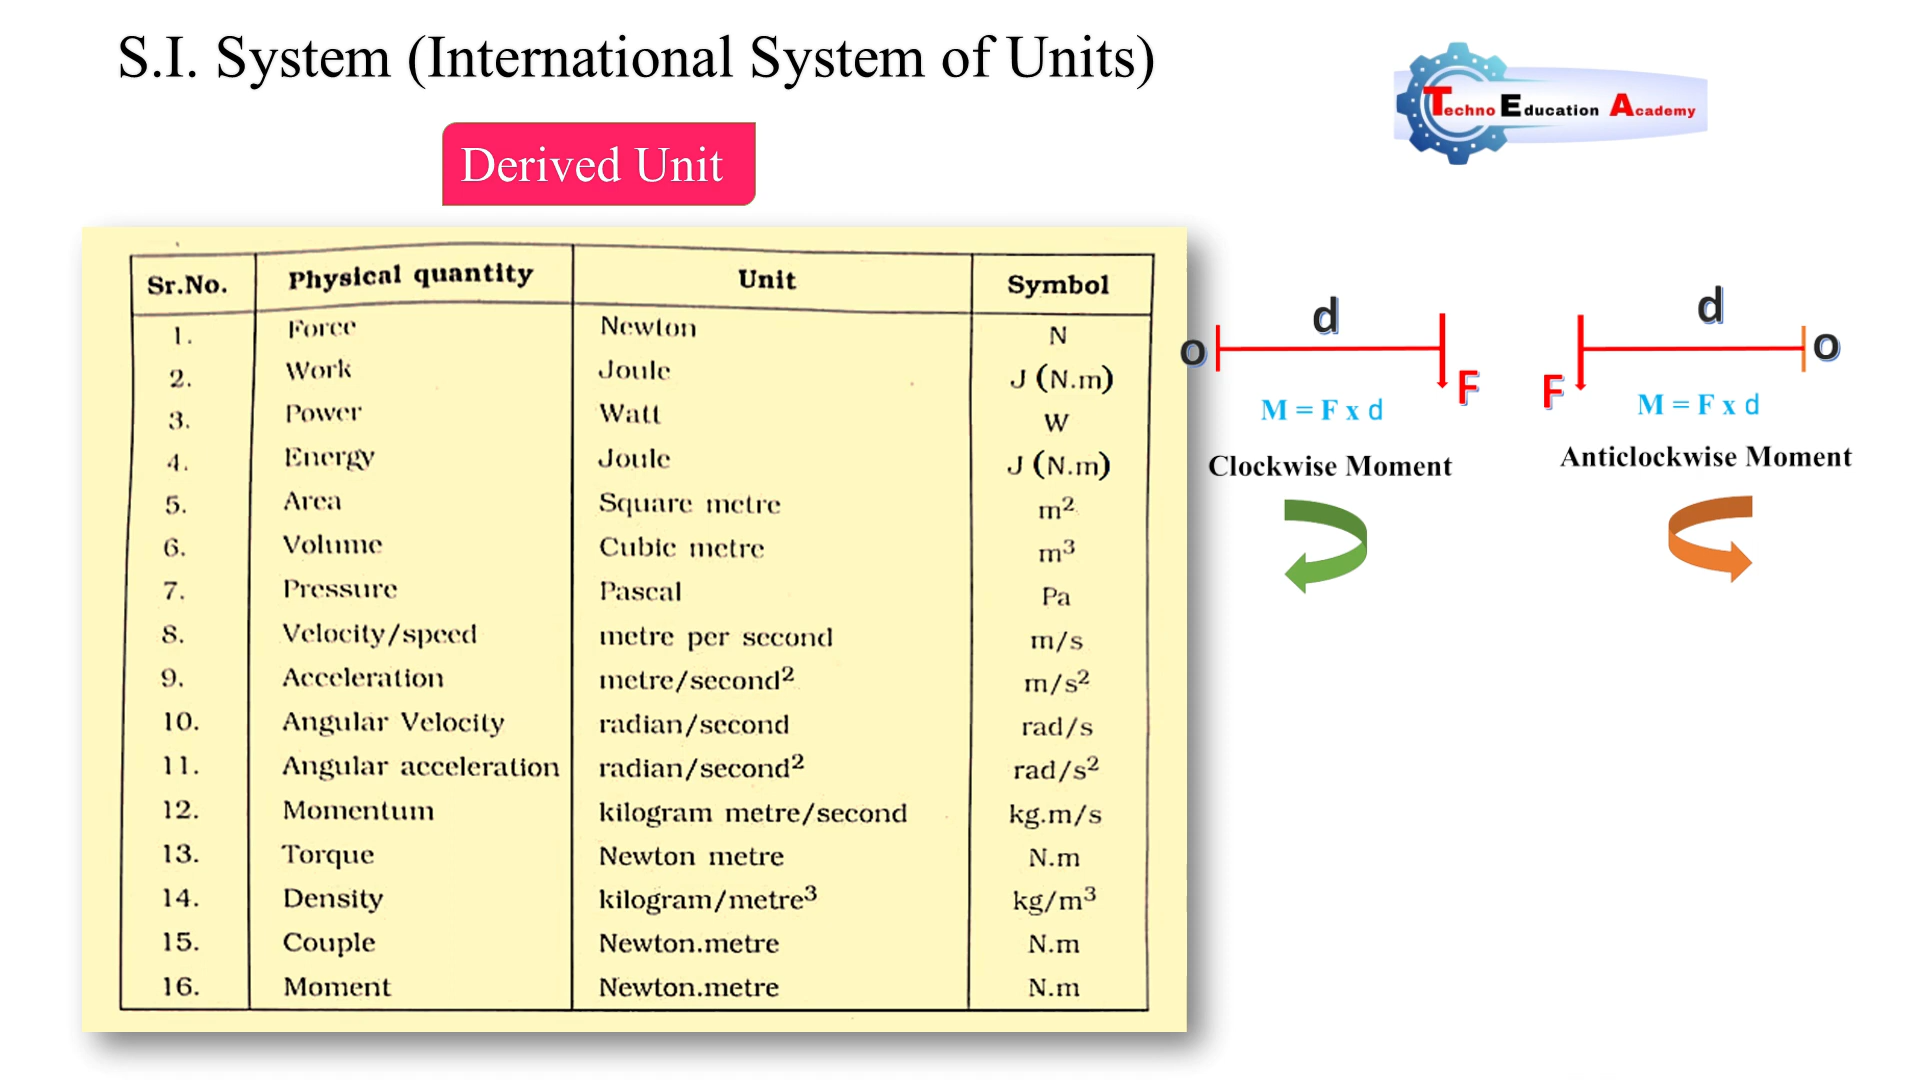 S.I. System (International System of Units)
Techno Education Academy
Derived Unit
Sr.No. Physical quantity Unit Symbol
1. Force Newton N
2. Work Joule J (N.m)
3. Power Watt W
4. Energy Joule J (N.m)
5. Area Square metre m²
6. Volume Cubic metre m³
7. Pressure Pascal Pa
8. Velocity/speed metre per second m/s
9. Acceleration metre/second² m/s²
10. Angular Velocity radian/second rad/s
11. Angular acceleration radian/second² rad/s²
12. Momentum kilogram metre/second kg.m/s
13. Torque Newton metre N.m
14. Density kilogram/metre³ kg/m³
15. Couple Newton.metre N.m
16. Moment Newton.metre N.m
d
O
F
M = F x d
Clockwise Moment
d
O
F
M = F x d
Anticlockwise Moment